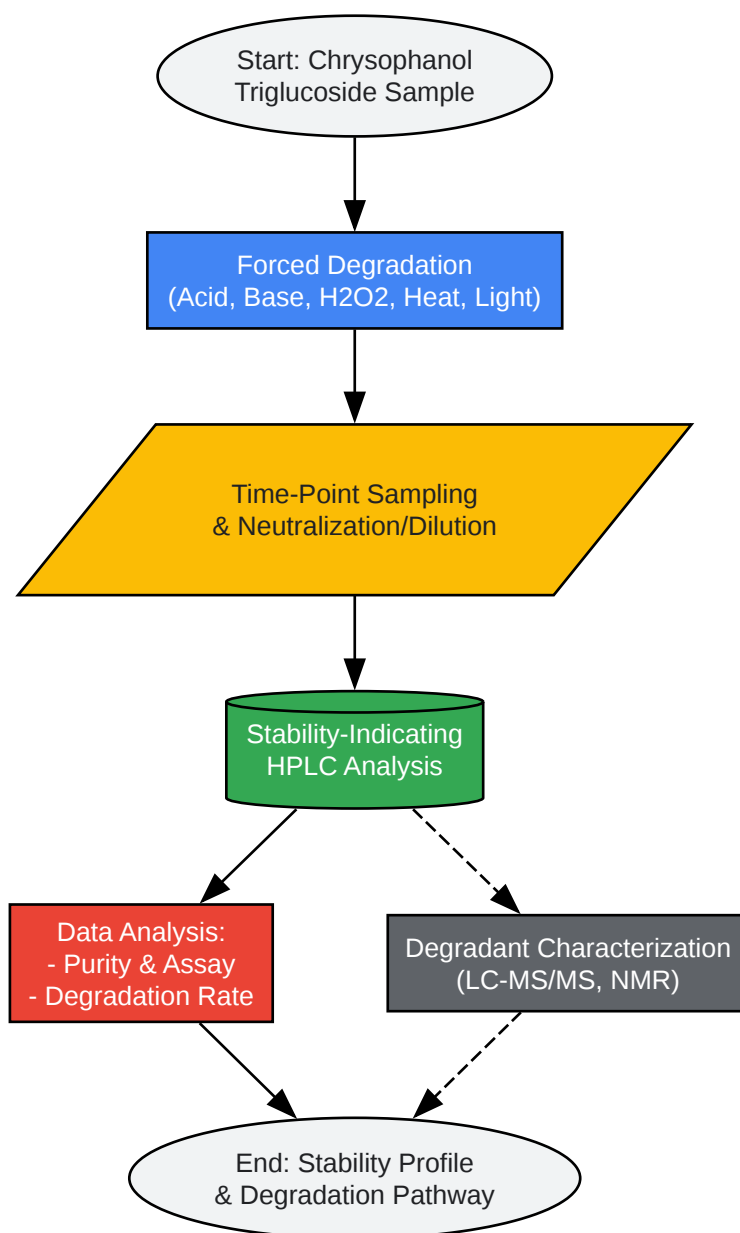 Start: Chrysophanol
Triglucoside Sample
Forced Degradation
(Acid, Base, H2O2, Heat, Light)
Time-Point Sampling
& Neutralization/Dilution
Stability-Indicating
HPLC Analysis
Data Analysis:
- Purity & Assay
- Degradation Rate
Degradant Characterization
(LC-MS/MS, NMR)
End: Stability Profile
& Degradation Pathway